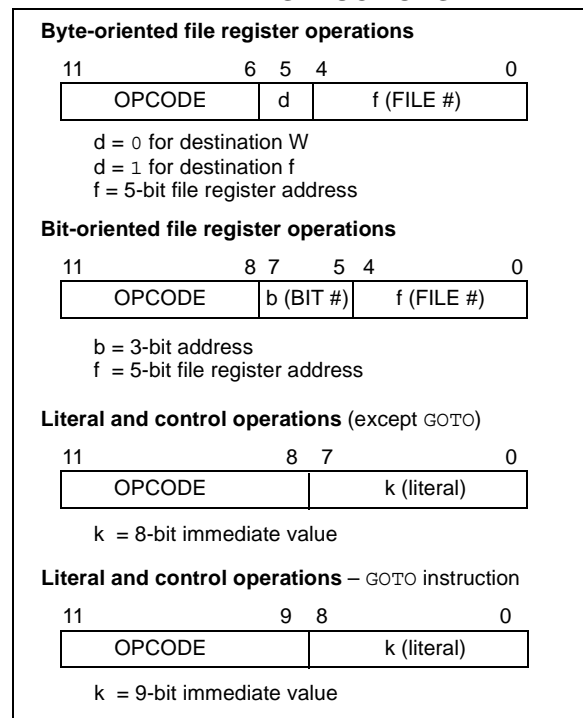 Byte-oriented file register operations
11 6 5 4 0
OPCODE d f (FILE #)
d = 0 for destination W
d = 1 for destination f
f = 5-bit file register address
Bit-oriented file register operations
11 8 7 5 4 0
OPCODE b (BIT #) f (FILE #)
b = 3-bit address
f = 5-bit file register address
Literal and control operations (except GOTO)
11 8 7 0
OPCODE k (literal)
k = 8-bit immediate value
Literal and control operations – GOTO instruction
11 9 8 0
OPCODE k (literal)
k = 9-bit immediate value